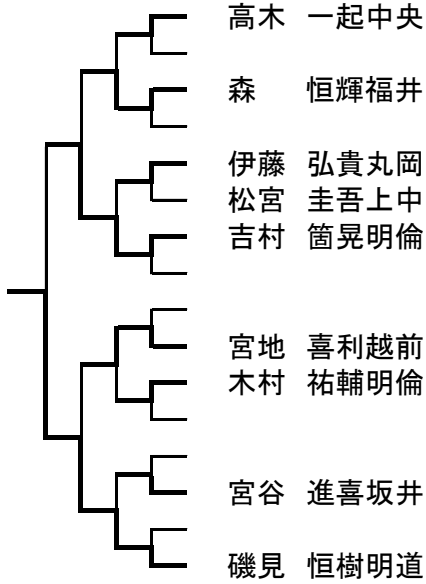 高木 一起中央
森 恒輝福井
伊藤 弘貴丸岡
松宮 圭吾上中
吉村 箇晃明倫
宮地 喜利越前
木村 祐輔明倫
宮谷 進喜坂井
磯見 恒樹明道